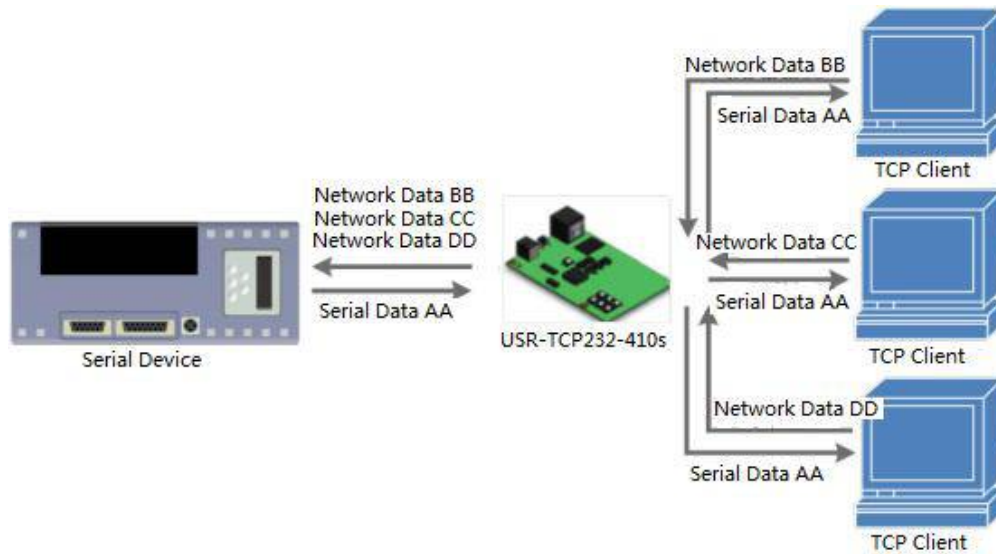 Network Data BB
Serial Data AA
TCP Client
Network Data BB
Network Data CC
Network Data DD
Serial Data AA
Serial Device
USR-TCP232-410s
Network Data CC
Serial Data AA
TCP Client
Network Data DD
Serial Data AA
TCP Client